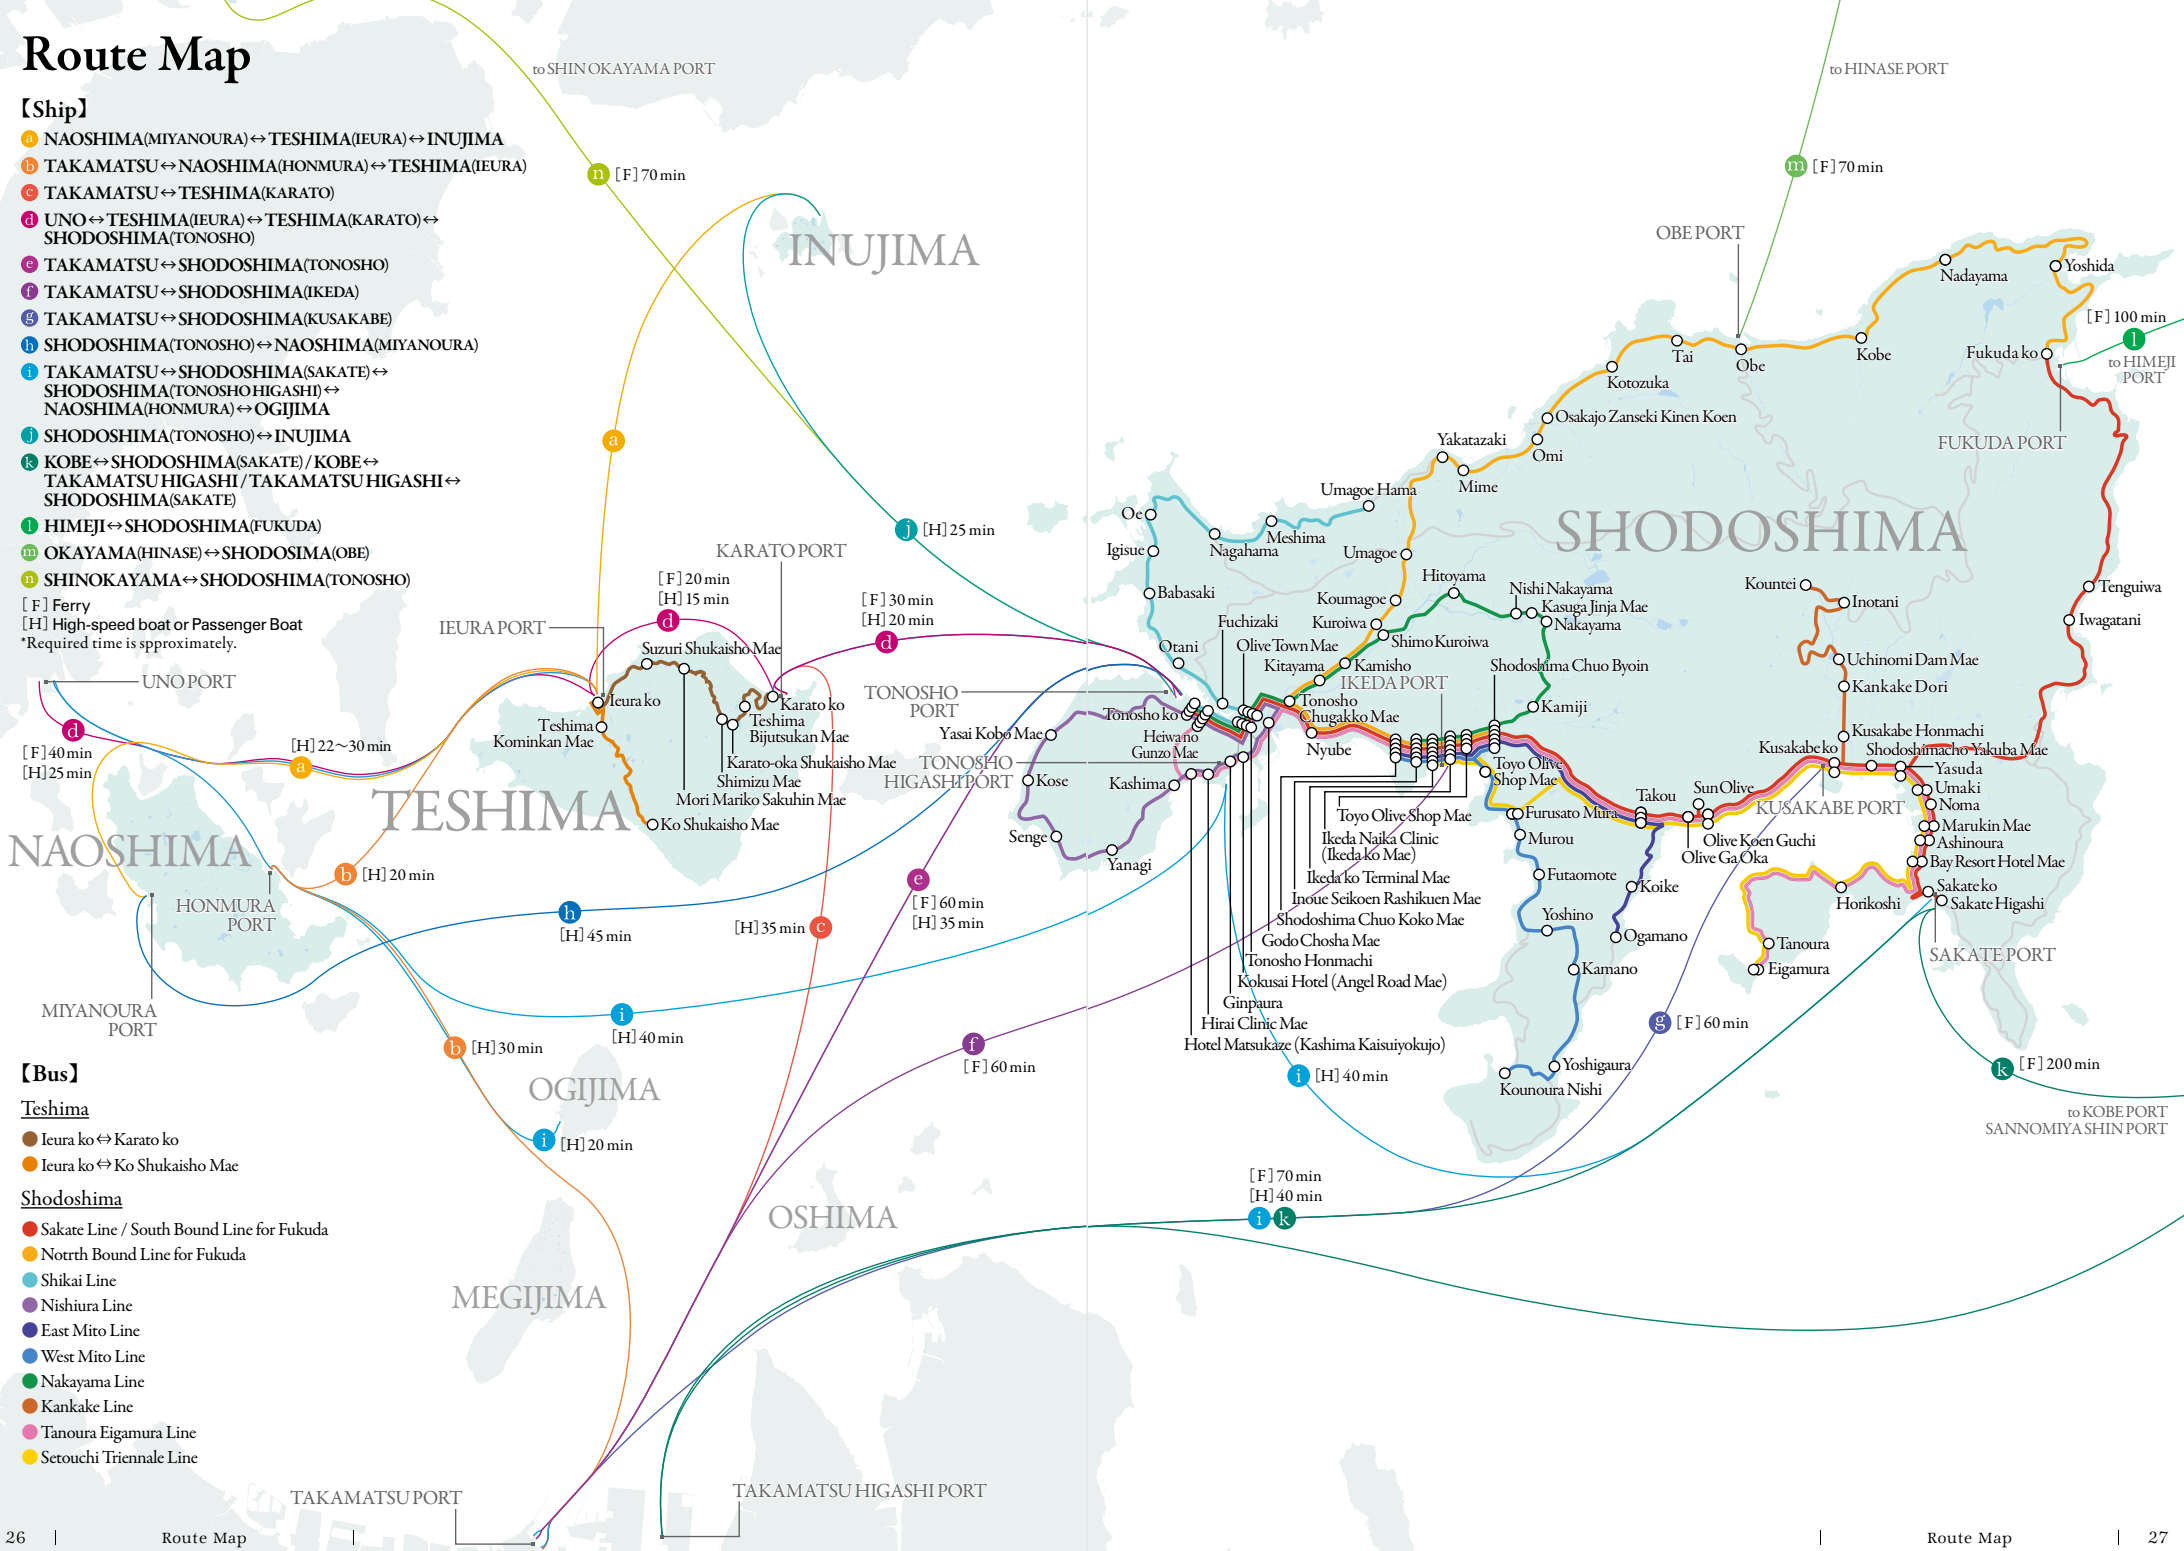 Route Map
【Ship】
a NAOSHIMA(MIYANOURA)↔TESHIMA(IEURA)↔INUJIMA
b TAKAMATSU↔NAOSHIMA(HONMURA)↔TESHIMA(IEURA)
c TAKAMATSU↔TESHIMA(KARATO)
d UNO↔TESHIMA(IEURA)↔TESHIMA(KARATO)↔
SHODOSHIMA(TONOSHO)
e TAKAMATSU↔SHODOSHIMA(TONOSHO)
f TAKAMATSU↔SHODOSHIMA(IKEDA)
g TAKAMATSU↔SHODOSHIMA(KUSAKABE)
h SHODOSHIMA(TONOSHO)↔NAOSHIMA(MIYANOURA)
i TAKAMATSU↔SHODOSHIMA(SAKATE)↔
SHODOSHIMA(TONOSHO HIGASHI)↔
NAOSHIMA(HONMURA)↔OGIJIMA
j SHODOSHIMA(TONOSHO)↔INUJIMA
k KOBE↔SHODOSHIMA(SAKATE) / KOBE↔
TAKAMATSU HIGASHI / TAKAMATSU HIGASHI↔
SHODOSHIMA(SAKATE)
l HIMEJI↔SHODOSHIMA(FUKUDA)
m OKAYAMA(HINASE)↔SHODOSIMA(OBE)
n SHINOKAYAMA↔SHODOSHIMA(TONOSHO)
[F] Ferry
[H] High-speed boat or Passenger Boat
*Required time is spproximately.
to SHIN OKAYAMA PORT
n [F] 70 min
INUJIMA
a
j [H] 25 min
KARATO PORT
[F] 20 min
[H] 15 min
d
[F] 30 min
[H] 20 min
d
IEURA PORT
UNO PORT
d
[F] 40 min
[H] 25 min
[H] 22～30 min
a
Suzuri Shukaisho Mae
Ieura ko
Karato ko
Teshima
Kominkan Mae
Teshima
Bijutsukan Mae
Karato-oka Shukaisho Mae
Shimizu Mae
Mori Mariko Sakuhin Mae
Ko Shukaisho Mae
TESHIMA
NAOSHIMA
b [H] 20 min
HONMURA
PORT
h
[H] 45 min
[H] 35 min c
e
[F] 60 min
[H] 35 min
MIYANOURA
PORT
i
[H] 40 min
b [H] 30 min
f
[F] 60 min
OGIJIMA
i [H] 20 min
OSHIMA
MEGIJIMA
【Bus】
Teshima
Ieura ko↔Karato ko
Ieura ko↔Ko Shukaisho Mae
Shodoshima
Sakate Line / South Bound Line for Fukuda
Notrth Bound Line for Fukuda
Shikai Line
Nishiura Line
East Mito Line
West Mito Line
Nakayama Line
Kankake Line
Tanoura Eigamura Line
Setouchi Triennale Line
TAKAMATSU PORT
TAKAMATSU HIGASHI PORT
26
Route Map
to HINASE PORT
m [F] 70 min
OBE PORT
Nadayama
Yoshida
[F] 100 min
l
to HIMEJI
PORT
Fukuda ko
Kobe
Obe
Tai
Kotozuka
Osakajo Zanseki Kinen Koen
FUKUDA PORT
Yakatazaki
Omi
Mime
Umagoe Hama
Oe
SHODOSHIMA
Meshima
Nagahama
Igisue
Umagoe
Hitoyama
Nishi Nakayama
Kasuga Jinja Mae
Nakayama
Babasaki
Koumagoe
Kountei
Inotani
Tenguiwa
Iwagatani
Fuchizaki
Kuroiwa
Shimo Kuroiwa
Otani
Olive Town Mae
Kitayama
Kamisho
Shodoshima Chuo Byoin
Uchinomi Dam Mae
IKEDA PORT
Kankake Dori
TONOSHO
PORT
Tonosho
Chugakko Mae
Tonosho ko
Kamiji
Yasai Kobo Mae
Heiwa no
Gunzo Mae
Nyube
Kusakabe Honmachi
Kusakabe ko
Shodoshimacho Yakuba Mae
TONOSHO
HIGASHI PORT
Toyo Olive
Shop Mae
Yasuda
Kose
Kashima
Takou
Sun Olive
Umaki
KUSAKABE PORT
Noma
Furusato Mura
Toyo Olive Shop Mae
Marukin Mae
Senge
Murou
Olive Koen Guchi
Ashinoura
Ikeda Naika Clinic
(Ikeda ko Mae)
Olive Ga Oka
Yanagi
Bay Resort Hotel Mae
Ikeda ko Terminal Mae
Futaomote
Koike
Sakate ko
Inoue Seikoen Rashikuen Mae
Horikoshi
Sakate Higashi
Shodoshima Chuo Koko Mae
Yoshino
Godo Chosha Mae
Ogamano
Tanoura
Tonosho Honmachi
SAKATE PORT
Kamano
Eigamura
Kokusai Hotel (Angel Road Mae)
Ginpaura
Hirai Clinic Mae
g [F] 60 min
Hotel Matsukaze (Kashima Kaisuiyokujo)
i [H] 40 min
Yoshigaura
k [F] 200 min
Kounoura Nishi
to KOBE PORT
SANNOMIYA SHIN PORT
[F] 70 min
[H] 40 min
i k
Route Map
27